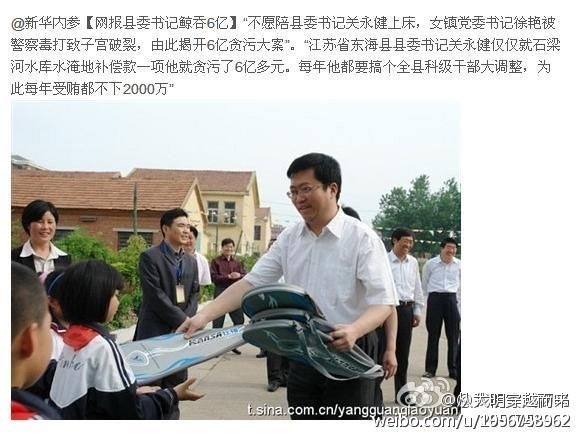 @新华内参【网报县委书记鲸吞6亿】“不愿陪县委书记关永健上床，女镇党委书记徐艳被
警察毒打致子宫破裂，由此揭开6亿贪污大案”。“江苏省东海县县委书记关永健仅仅就石梁
河水库水淹地补偿款一项他就贪污了6亿多元。每年他都要搞个全县科级干部大调整，为
此每年受贿都不下2000万”
KANSA
t.sina.com.cn/yangguangqiaoyuan
weibo.com/u/1956758962